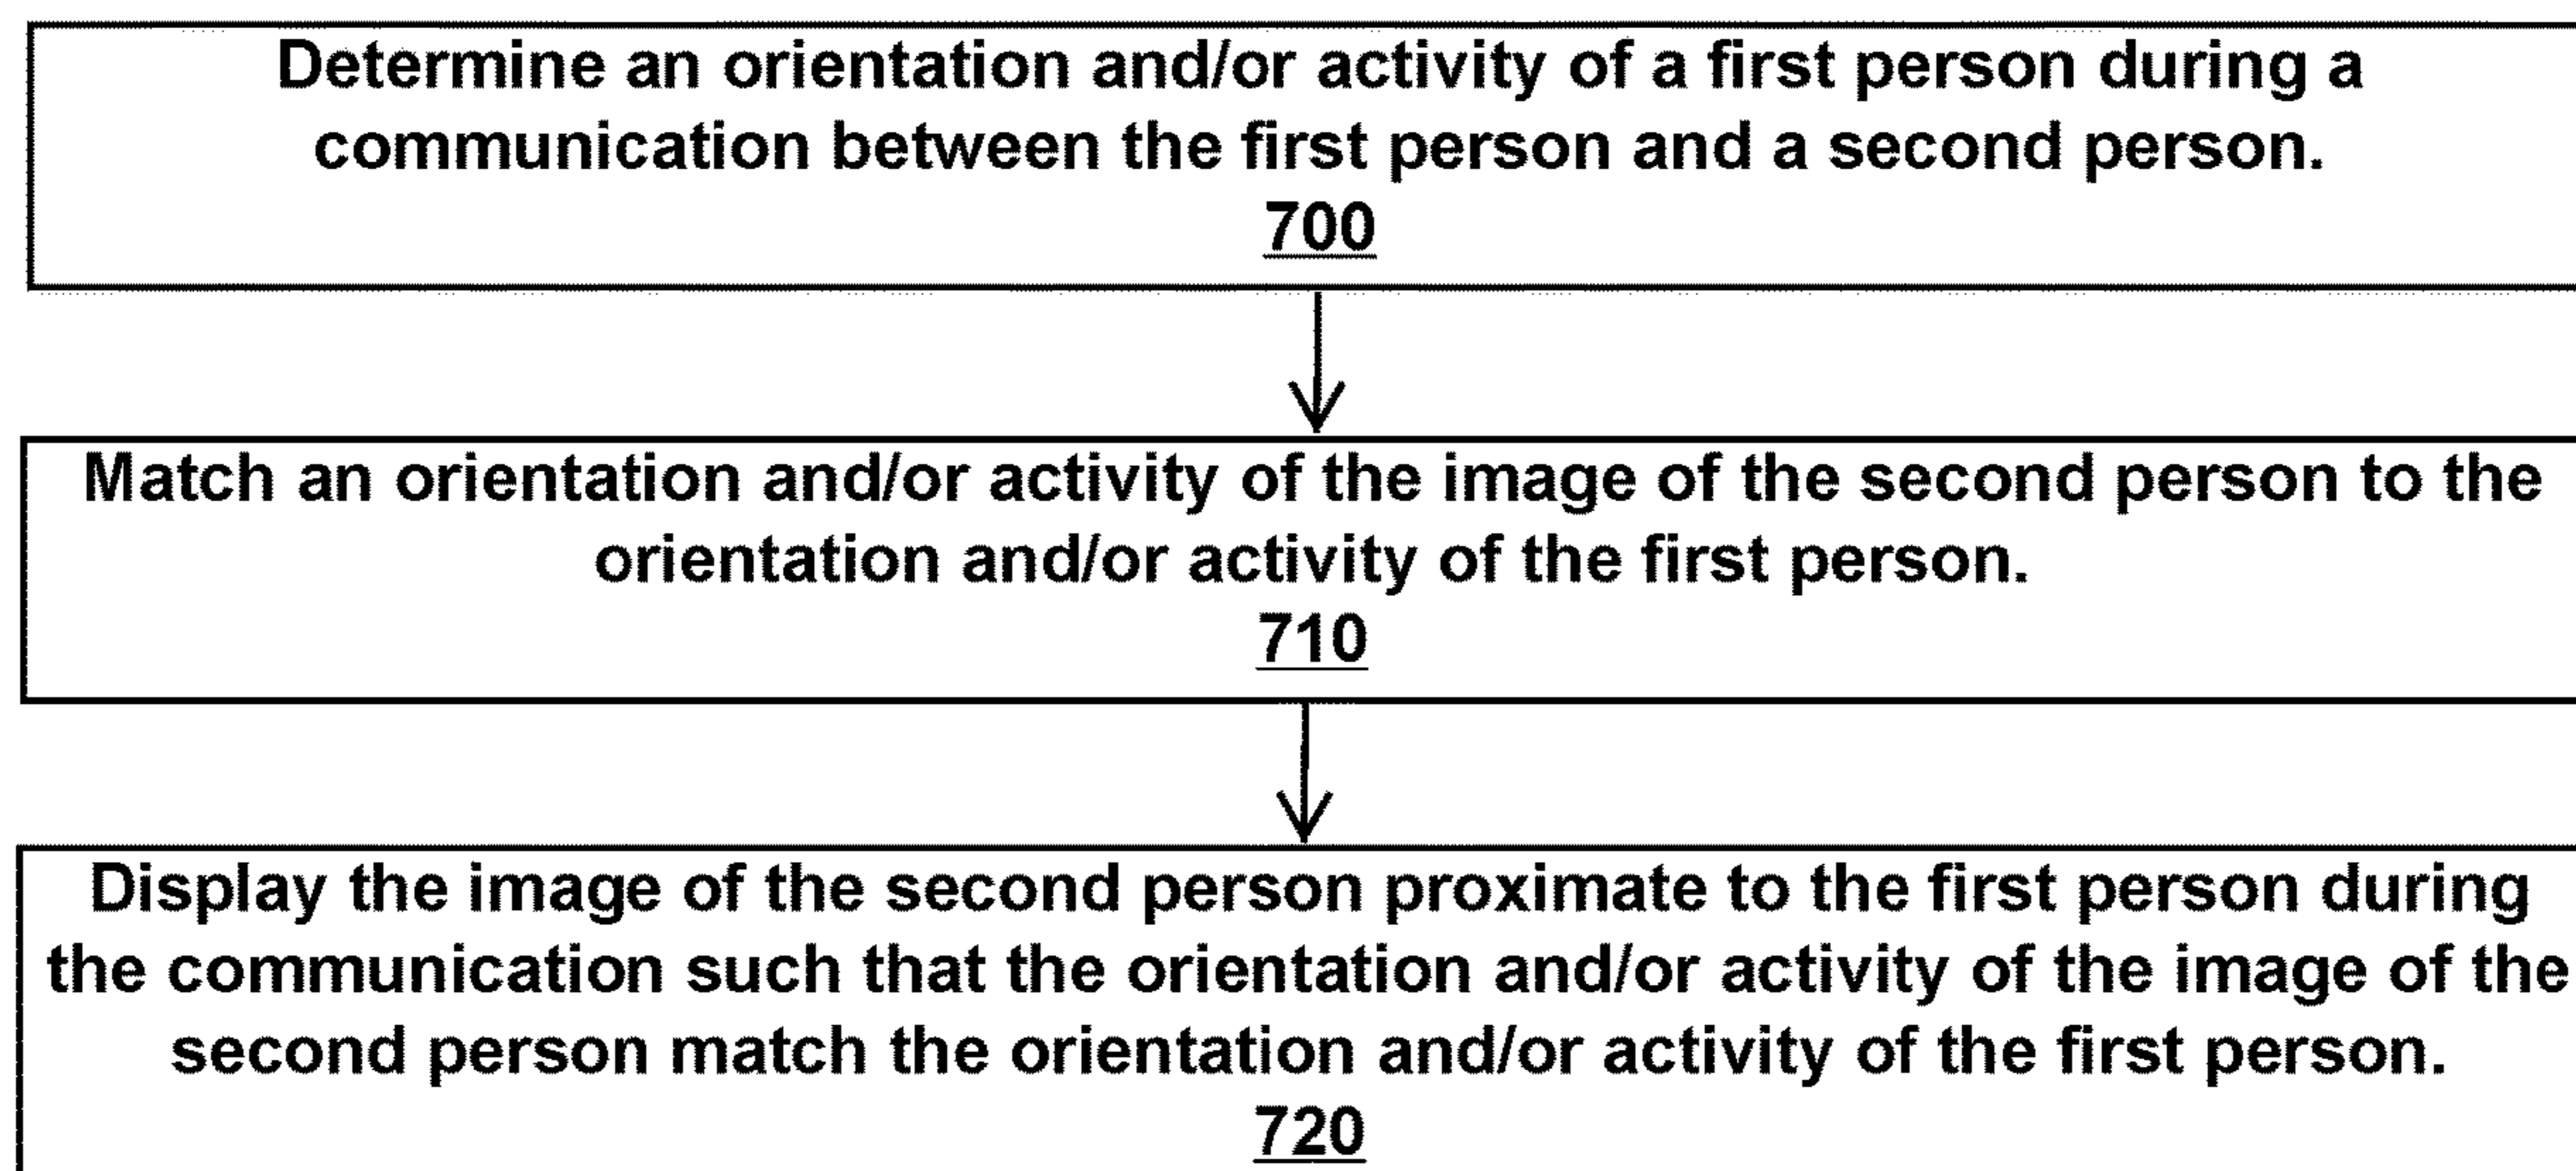 Determine an orientation and/or activity of a first person during a
communication between the first person and a second person.
700
Match an orientation and/or activity of the image of the second person to the
orientation and/or activity of the first person.
710
Display the image of the second person proximate to the first person during
the communication such that the orientation and/or activity of the image of the
second person match the orientation and/or activity of the first person.
720